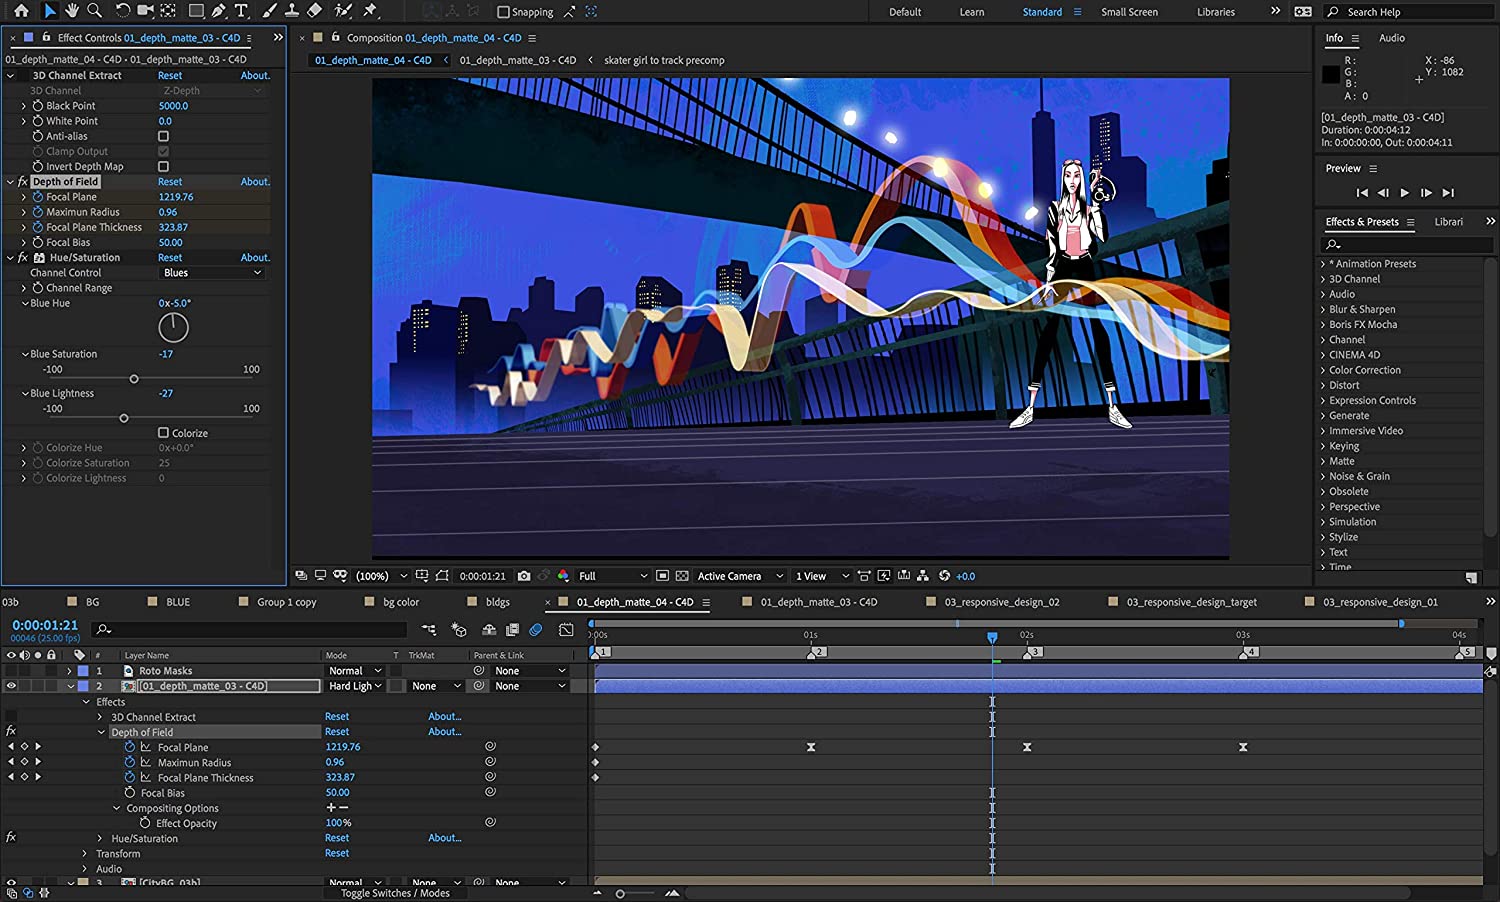 Snapping
Default
Learn
Standard
Small Screen
Libraries
Search Help
Effect Controls 01_depth_matte_03 - C4D
01_depth_matte_04 - C4D · 01_depth_matte_03 - C4D
3D Channel Extract Reset About.
3D Channel Z-Depth
Black Point 5000.0
White Point 0.0
Anti-alias
Clamp Output
Invert Depth Map
fx Depth of Field Reset About.
Focal Plane 1219.76
Maximun Radius 0.96
Focal Plane Thickness 323.87
Focal Bias 50.00
fx Hue/Saturation Reset About.
Channel Control Blues
Channel Range
Blue Hue 0x-5.0°
Blue Saturation -17
-100 100
Blue Lightness -27
-100 100
Colorize
Colorize Hue 0x+0.0°
Colorize Saturation 25
Colorize Lightness 0
Composition 01_depth_matte_04 - C4D
01_depth_matte_04 - C4D 01_depth_matte_03 - C4D skater girl to track precomp
(100%) 0:00:01:21 Full Active Camera 1 View +0.0
Info Audio
R: X: -86
G: Y: 1082
B:
A: 0
[01_depth_matte_03 - C4D]
Duration: 0:00:04:12
In: 0:00:00:00, Out: 0:00:04:11
Preview
Effects & Presets Librari
* Animation Presets
3D Channel
Audio
Blur & Sharpen
Boris FX Mocha
Channel
CINEMA 4D
Color Correction
Distort
Expression Controls
Generate
Immersive Video
Keying
Matte
Noise & Grain
Obsolete
Perspective
Simulation
Stylize
Text
Time
03b BG BLUE Group 1 copy bg color bldgs 01_depth_matte_04 - C4D 01_depth_matte_03 - C4D 03_responsive_design_02 03_responsive_design_target 03_responsive_design_01
0:00:01:21
00046 (25.00 fps)
:00s 01s 02s 03s 04s
1 2 3 4 5
# Layer Name Mode T TrkMat Parent & Link
1 Roto Masks Normal None
2 [01_depth_matte_03 - C4D] Hard Ligh None None
Effects
3D Channel Extract Reset About...
fx Depth of Field Reset About...
Focal Plane 1219.76
Maximun Radius 0.96
Focal Plane Thickness 323.87
Focal Bias 50.00
Compositing Options
Effect Opacity 100%
fx Hue/Saturation Reset About...
Transform Reset
Audio
3 [CityBG_03b] Normal None None
Toggle Switches / Modes